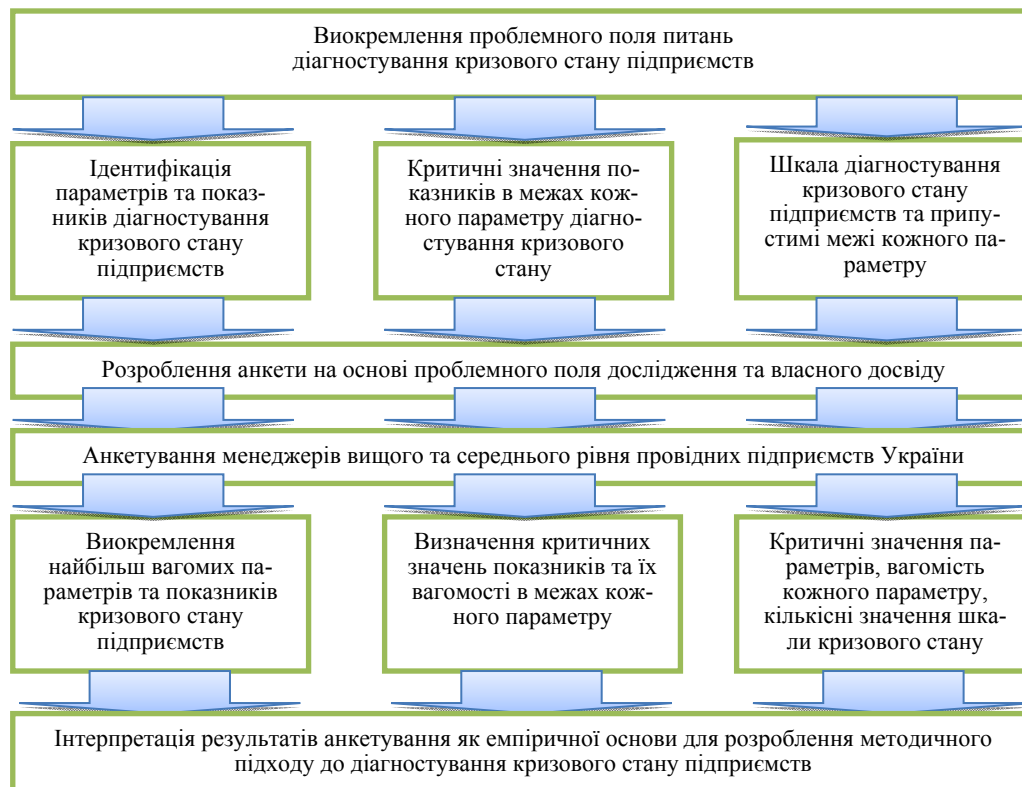 Виокремлення проблемного поля питань
діагностування кризового стану підприємств
Ідентифікація
параметрів та показ-
ників діагностування
кризового стану
підприємств
Критичні значення по-
казників в межах кож-
ного параметру діагно-
стування кризового
стану
Шкала діагностування
кризового стану
підприємств та припу-
стимі межі кожного па-
раметру
Розроблення анкети на основі проблемного поля дослідження та власного досвіду
Анкетування менеджерів вищого та середнього рівня провідних підприємств України
Виокремлення
найбільш вагомих па-
раметрів та показників
кризового стану
підприємств
Визначення критичних
значень показників та їх
вагомості в межах кож-
ного параметру
Критичні значення па-
раметрів, вагомість
кожного параметру,
кількісні значення шка-
ли кризового стану
Інтерпретація результатів анкетування як емпіричної основи для розроблення методичного
підходу до діагностування кризового стану підприємств